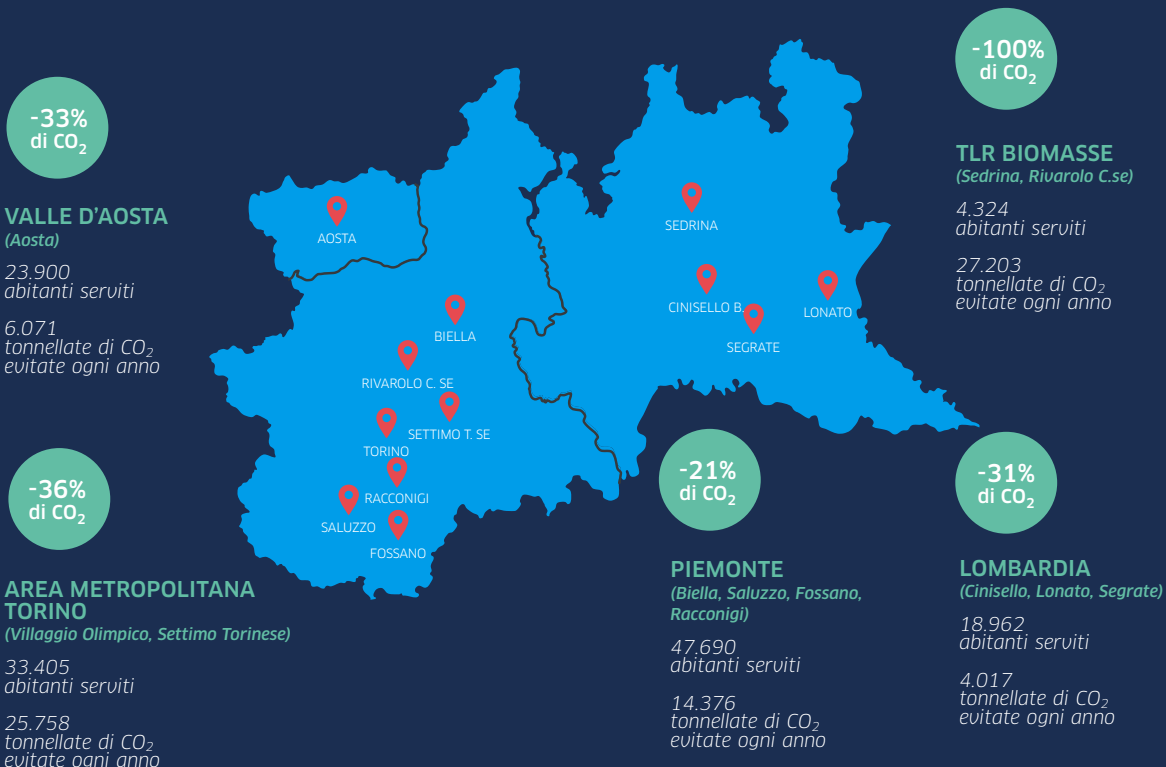 -33%
di CO₂
VALLE D'AOSTA
(Aosta)
23.900
abitanti serviti
6.071
tonnellate di CO₂
evitate ogni anno
-36%
di CO₂
AREA METROPOLITANA
TORINO
(Villaggio Olimpico, Settimo Torinese)
33.405
abitanti serviti
25.758
tonnellate di CO₂
evitate ogni anno
AOSTA
BIELLA
RIVAROLO C. SE
SETTIMO T. SE
TORINO
RACCONIGI
SALUZZO
FOSSANO
SEDRINA
CINISELLO B.
LONATO
SEGRATE
-100%
di CO₂
TLR BIOMASSE
(Sedrina, Rivarolo C.se)
4.324
abitanti serviti
27.203
tonnellate di CO₂
evitate ogni anno
-21%
di CO₂
PIEMONTE
(Biella, Saluzzo, Fossano,
Racconigi)
47.690
abitanti serviti
14.376
tonnellate di CO₂
evitate ogni anno
-31%
di CO₂
LOMBARDIA
(Cinisello, Lonato, Segrate)
18.962
abitanti serviti
4.017
tonnellate di CO₂
evitate ogni anno